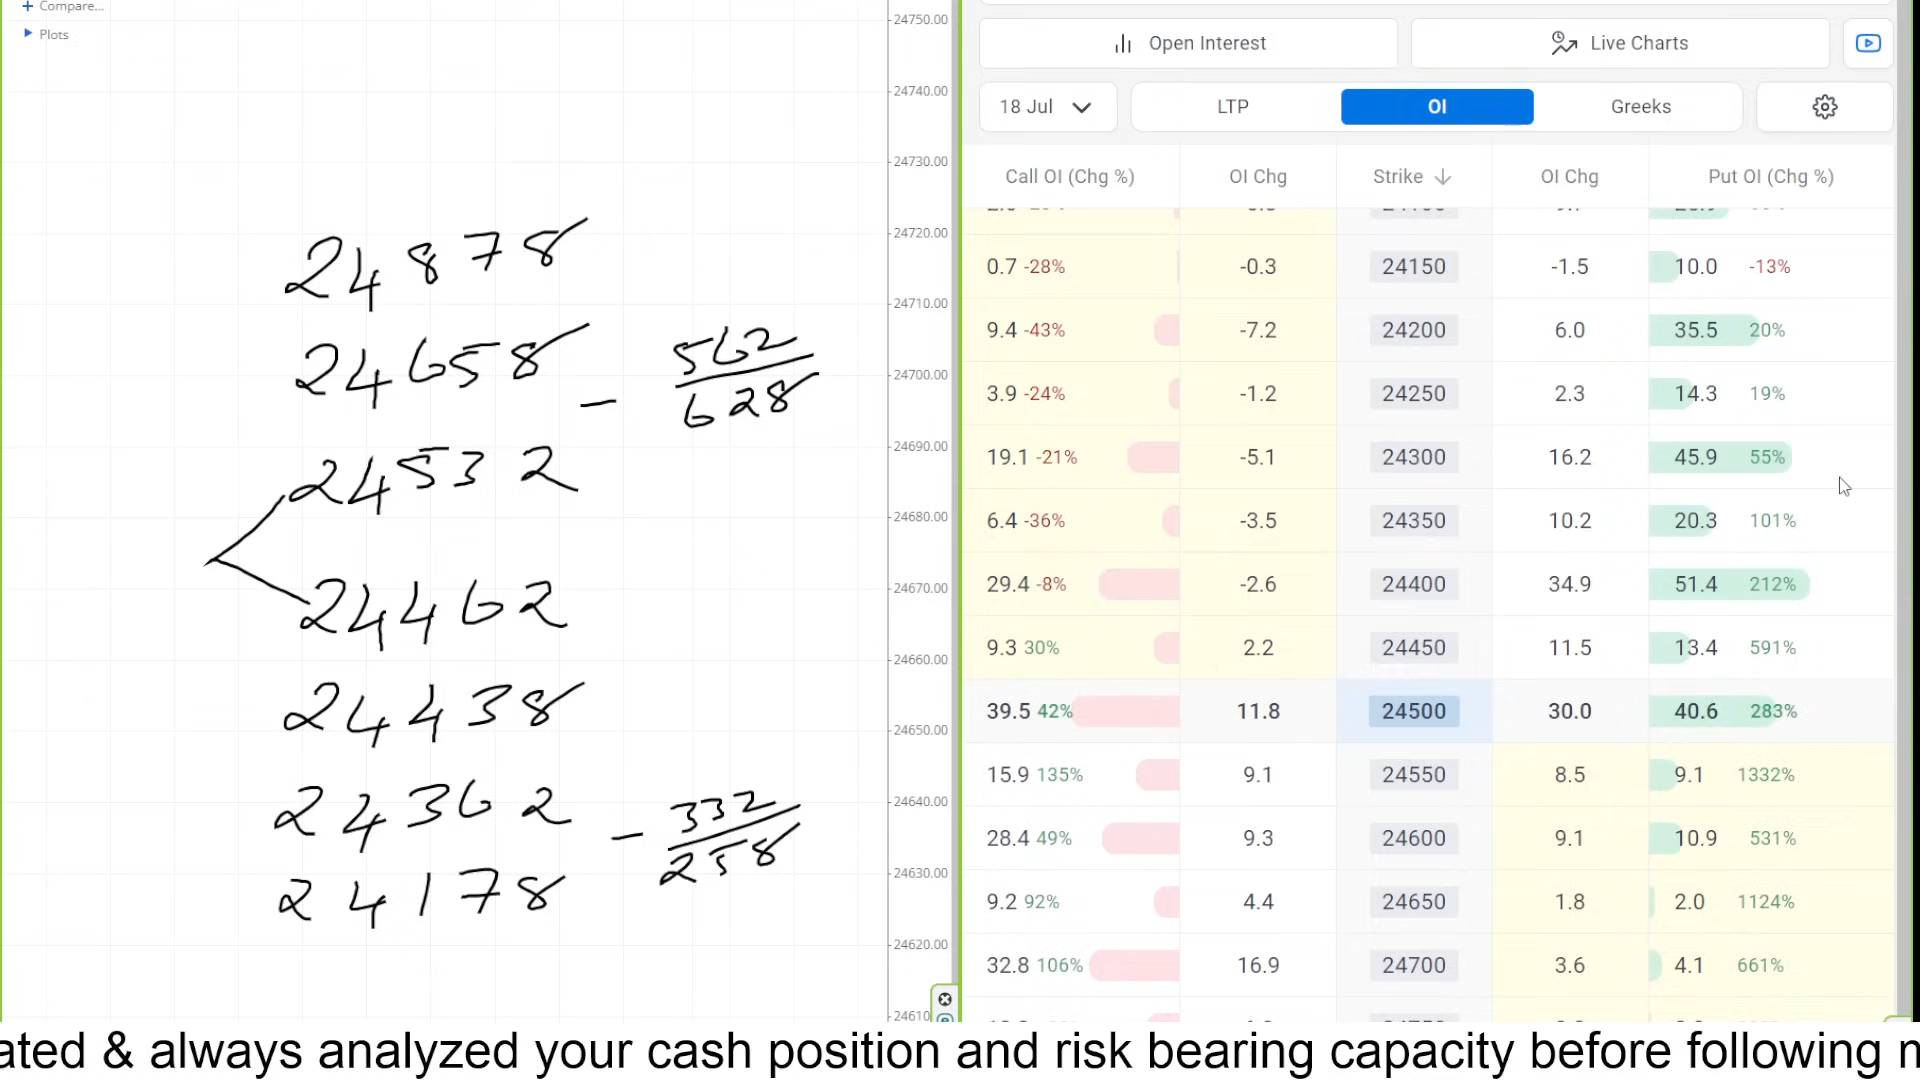 Compare...
Plots
24750.00
24740.00
24730.00
24720.00
24710.00
24700.00
24690.00
24680.00
24670.00
24660.00
24650.00
24640.00
24630.00
24620.00
24610
24878
24658 - 562
628
24532
24462
24438
24362 - 332
258
24178
Open Interest Live Charts
18 Jul LTP OI Greeks
Call OI (Chg %) OI Chg Strike OI Chg Put OI (Chg %)
0.7 -28% -0.3 24150 -1.5 10.0 -13%
9.4 -43% -7.2 24200 6.0 35.5 20%
3.9 -24% -1.2 24250 2.3 14.3 19%
19.1 -21% -5.1 24300 16.2 45.9 55%
6.4 -36% -3.5 24350 10.2 20.3 101%
29.4 -8% -2.6 24400 34.9 51.4 212%
9.3 30% 2.2 24450 11.5 13.4 591%
39.5 42% 11.8 24500 30.0 40.6 283%
15.9 135% 9.1 24550 8.5 9.1 1332%
28.4 49% 9.3 24600 9.1 10.9 531%
9.2 92% 4.4 24650 1.8 2.0 1124%
32.8 106% 16.9 24700 3.6 4.1 661%
ated & always analyzed your cash position and risk bearing capacity before following